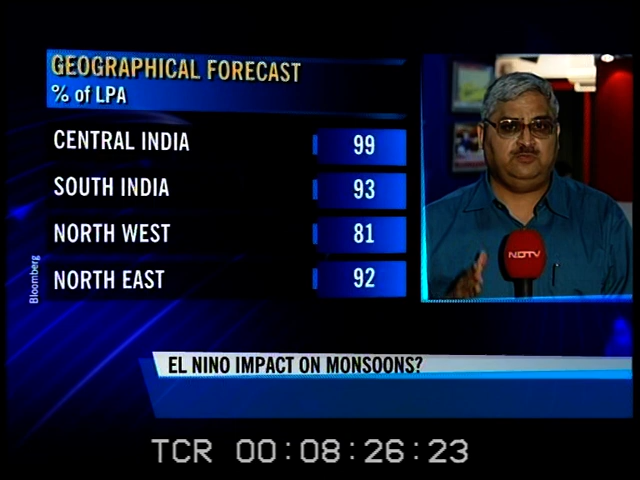 GEOGRAPHICAL FORECAST
% of LPA
CENTRAL INDIA 99
SOUTH INDIA 93
NORTH WEST 81
NORTH EAST 92
Bloomberg
NDTV
EL NINO IMPACT ON MONSOONS?
TCR 00:08:26:23